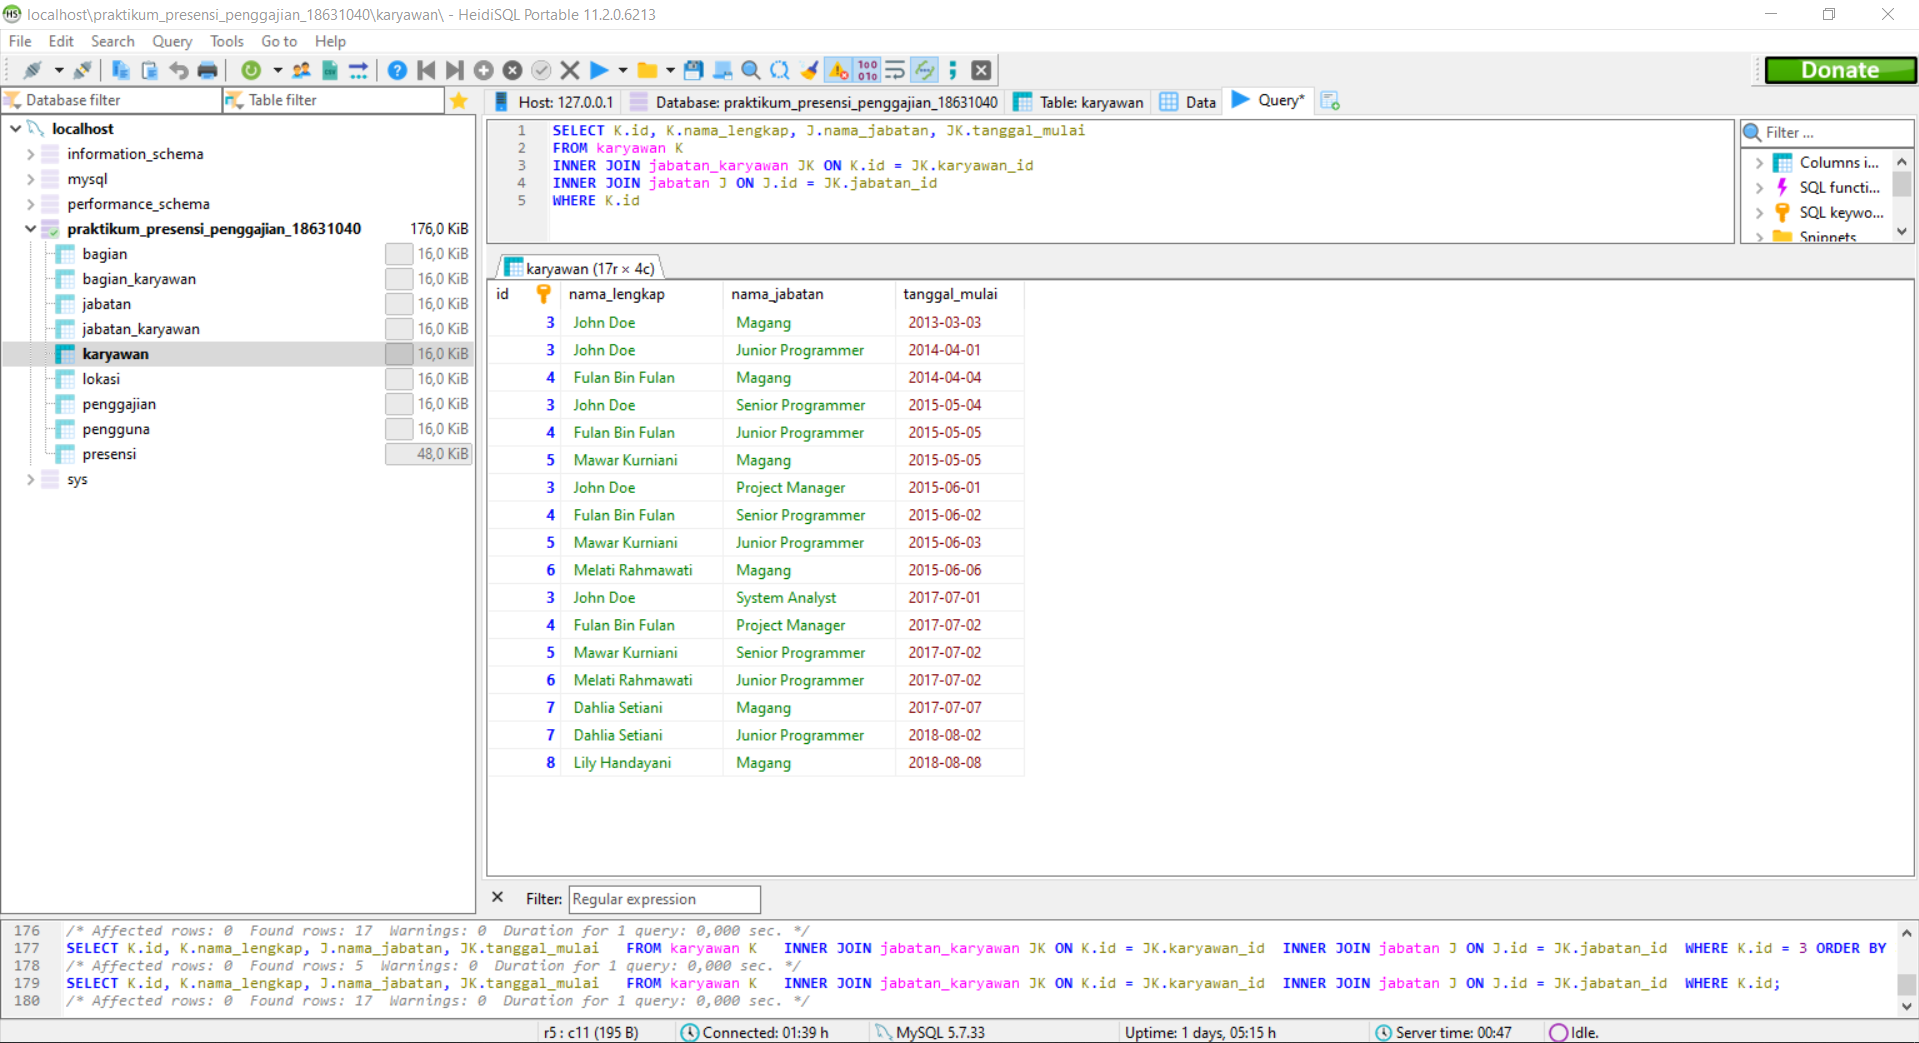 localhost\praktikum_presensi_penggajian_18631040\karyawan\ - HeidiSQL Portable 11.2.0.6213
File Edit Search Query Tools Go to Help
Donate
Database filter Table filter
Host: 127.0.0.1 Database: praktikum_presensi_penggajian_18631040 Table: karyawan Data Query*
localhost
information_schema
mysql
performance_schema
praktikum_presensi_penggajian_18631040 176,0 KiB
bagian 16,0 KiB
bagian_karyawan 16,0 KiB
jabatan 16,0 KiB
jabatan_karyawan 16,0 KiB
karyawan 16,0 KiB
lokasi 16,0 KiB
penggajian 16,0 KiB
pengguna 16,0 KiB
presensi 48,0 KiB
sys
1 SELECT K.id, K.nama_lengkap, J.nama_jabatan, JK.tanggal_mulai
2 FROM karyawan K
3 INNER JOIN jabatan_karyawan JK ON K.id = JK.karyawan_id
4 INNER JOIN jabatan J ON J.id = JK.jabatan_id
5 WHERE K.id
Filter ...
Columns i...
SQL functi...
SQL keywo...
Snippets
karyawan (17r × 4c)
id nama_lengkap nama_jabatan tanggal_mulai
3 John Doe Magang 2013-03-03
3 John Doe Junior Programmer 2014-04-01
4 Fulan Bin Fulan Magang 2014-04-04
3 John Doe Senior Programmer 2015-05-04
4 Fulan Bin Fulan Junior Programmer 2015-05-05
5 Mawar Kurniani Magang 2015-05-05
3 John Doe Project Manager 2015-06-01
4 Fulan Bin Fulan Senior Programmer 2015-06-02
5 Mawar Kurniani Junior Programmer 2015-06-03
6 Melati Rahmawati Magang 2015-06-06
3 John Doe System Analyst 2017-07-01
4 Fulan Bin Fulan Project Manager 2017-07-02
5 Mawar Kurniani Senior Programmer 2017-07-02
6 Melati Rahmawati Junior Programmer 2017-07-02
7 Dahlia Setiani Magang 2017-07-07
7 Dahlia Setiani Junior Programmer 2018-08-02
8 Lily Handayani Magang 2018-08-08
Filter: Regular expression
176 /* Affected rows: 0 Found rows: 17 Warnings: 0 Duration for 1 query: 0,000 sec. */
177 SELECT K.id, K.nama_lengkap, J.nama_jabatan, JK.tanggal_mulai FROM karyawan K INNER JOIN jabatan_karyawan JK ON K.id = JK.karyawan_id INNER JOIN jabatan J ON J.id = JK.jabatan_id WHERE K.id = 3 ORDER BY
178 /* Affected rows: 0 Found rows: 5 Warnings: 0 Duration for 1 query: 0,000 sec. */
179 SELECT K.id, K.nama_lengkap, J.nama_jabatan, JK.tanggal_mulai FROM karyawan K INNER JOIN jabatan_karyawan JK ON K.id = JK.karyawan_id INNER JOIN jabatan J ON J.id = JK.jabatan_id WHERE K.id;
180 /* Affected rows: 0 Found rows: 17 Warnings: 0 Duration for 1 query: 0,000 sec. */
r5 : c11 (195 B) Connected: 01:39 h MySQL 5.7.33 Uptime: 1 days, 05:15 h Server time: 00:47 Idle.